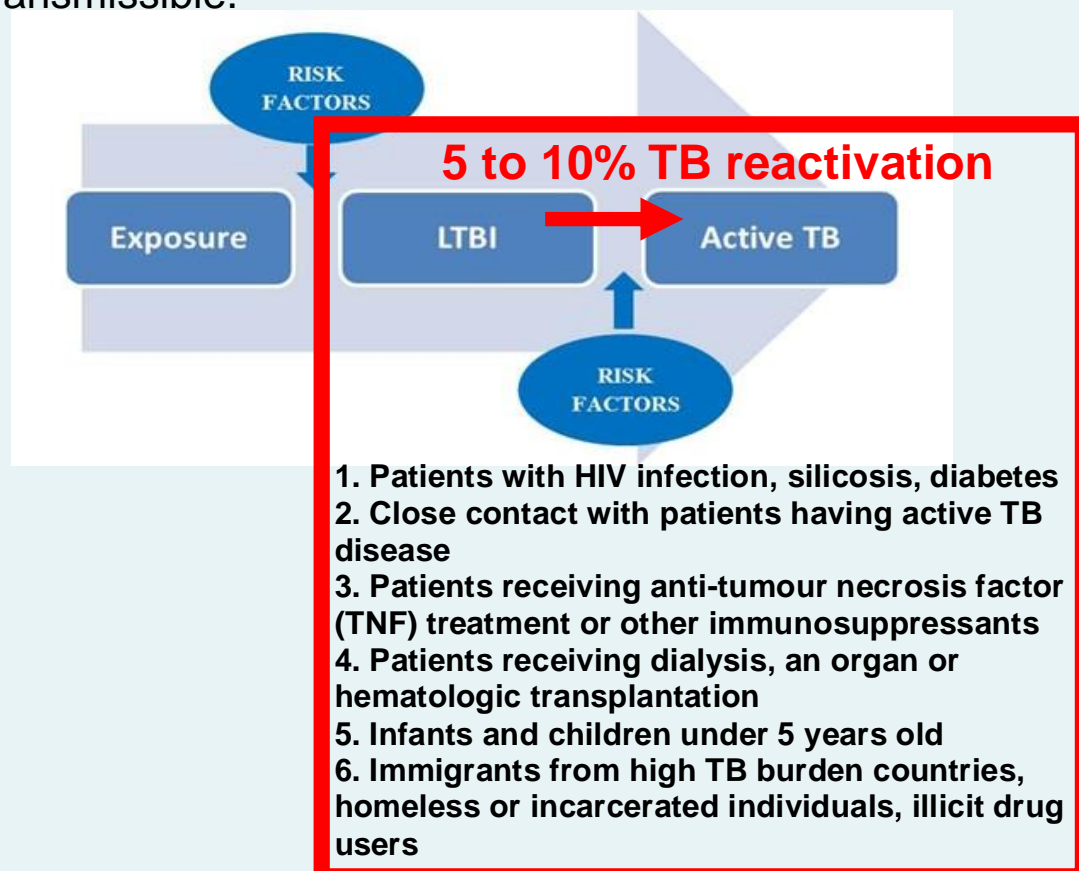 RISK
FACTORS
5 to 10% TB reactivation
Exposure
LTBI
Active TB
RISK
FACTORS
1. Patients with HIV infection, silicosis, diabetes
2. Close contact with patients having active TB
disease
3. Patients receiving anti-tumour necrosis factor
(TNF) treatment or other immunosuppressants
4. Patients receiving dialysis, an organ or
hematologic transplantation
5. Infants and children under 5 years old
6. Immigrants from high TB burden countries,
homeless or incarcerated individuals, illicit drug
users